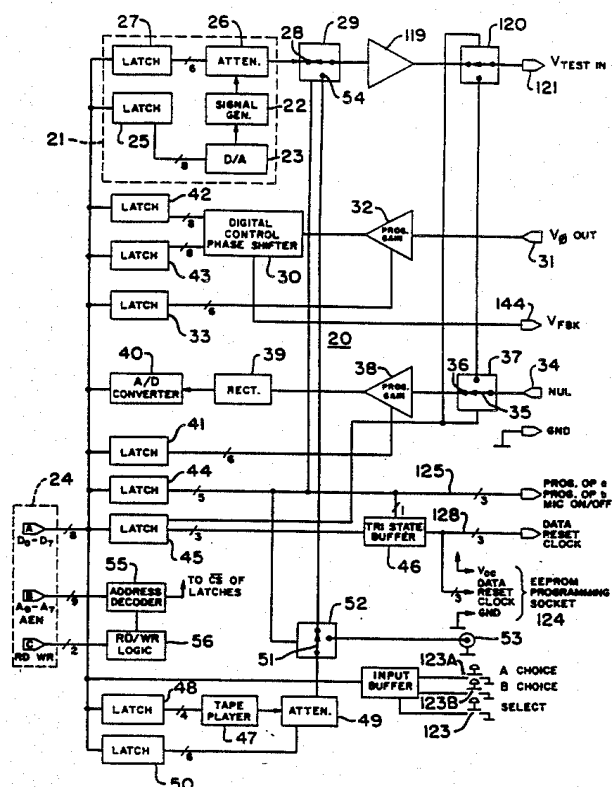 27
26
29
28
119
120
LATCH
6
ATTEN.
V TEST IN
121
54
LATCH
SIGNAL GEN.
22
25
21
8
D/A
23
42
LATCH
8
32
DIGITAL CONTROL PHASE SHIFTER
PROG. GAIN
VØ OUT
31
43
LATCH
8
30
33
LATCH
6
144
VFBK
20
40
39
38
37
34
A/D CONVERTER
RECT.
PROG. GAIN
36
NUL
35
41
LATCH
6
GND
44
LATCH
5
125
3
PROG. OP a
PROG. OP b
MIC ON/OFF
1
24
A
D0-D7
8
LATCH
45
3
TRI STATE BUFFER
46
128
3
DATA
RESET
CLOCK
55
B
A0-A7
AEN
9
ADDRESS DECODER
TO CS OF LATCHES
VCC
DATA
RESET
CLOCK
GND
3
EEPROM PROGRAMMING SOCKET
124
52
C
RD WR
2
RD/WR LOGIC
56
51
53
123A
A CHOICE
INPUT BUFFER
B CHOICE
123B
SELECT
123
48
LATCH
4
TAPE PLAYER
47
ATTEN.
49
LATCH
6
50